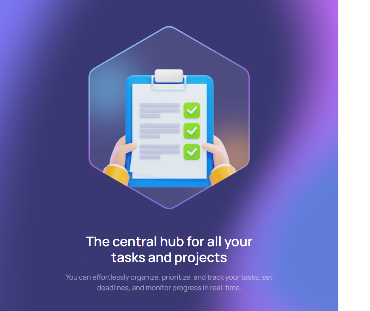 The central hub for all your
tasks and projects
You can effortlessly organize, prioritize, and track your tasks, set
deadlines, and monitor progress in real-time.